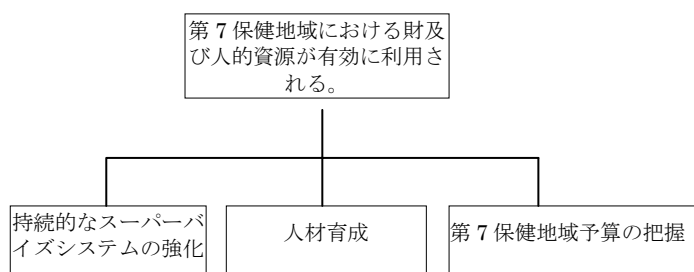 第 7 保健地域における財及
び人的資源が有効に利用さ
れる。
持続的なスーパーバ
イズシステムの強化
人材育成
第 7 保健地域予算の把握